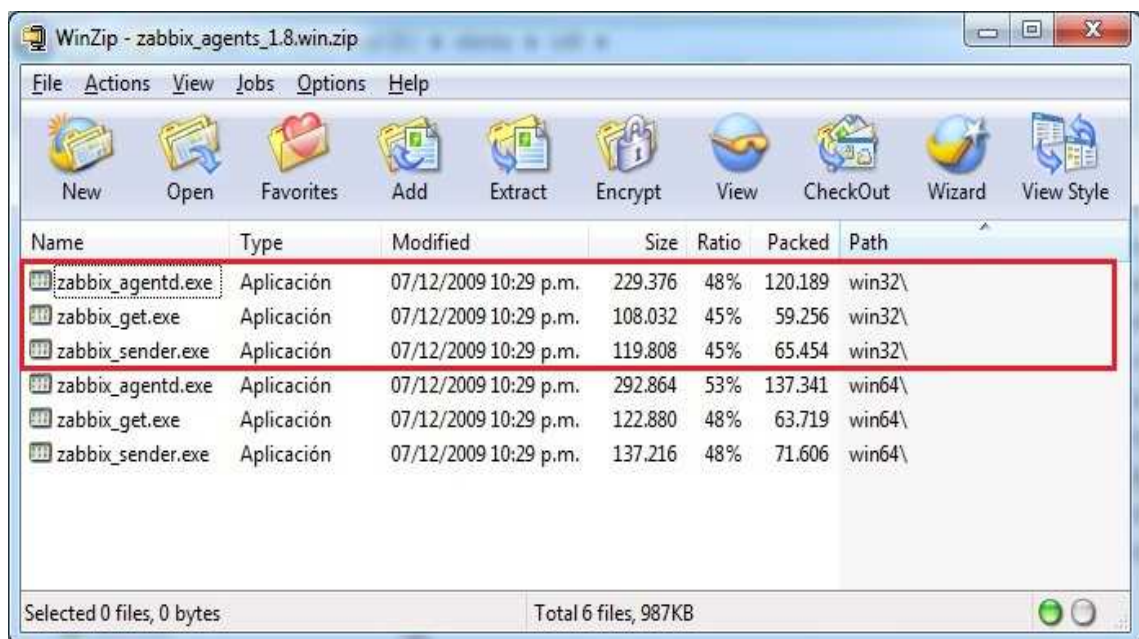 WinZip - zabbix_agents_1.8.win.zip
File Actions View Jobs Options Help
New Open Favorites Add Extract Encrypt View CheckOut Wizard View Style
Name Type Modified Size Ratio Packed Path
zabbix_agentd.exe Aplicación 07/12/2009 10:29 p.m. 229.376 48% 120.189 win32\
zabbix_get.exe Aplicación 07/12/2009 10:29 p.m. 108.032 45% 59.256 win32\
zabbix_sender.exe Aplicación 07/12/2009 10:29 p.m. 119.808 45% 65.454 win32\
zabbix_agentd.exe Aplicación 07/12/2009 10:29 p.m. 292.864 53% 137.341 win64\
zabbix_get.exe Aplicación 07/12/2009 10:29 p.m. 122.880 48% 63.719 win64\
zabbix_sender.exe Aplicación 07/12/2009 10:29 p.m. 137.216 48% 71.606 win64\
Selected 0 files, 0 bytes Total 6 files, 987KB